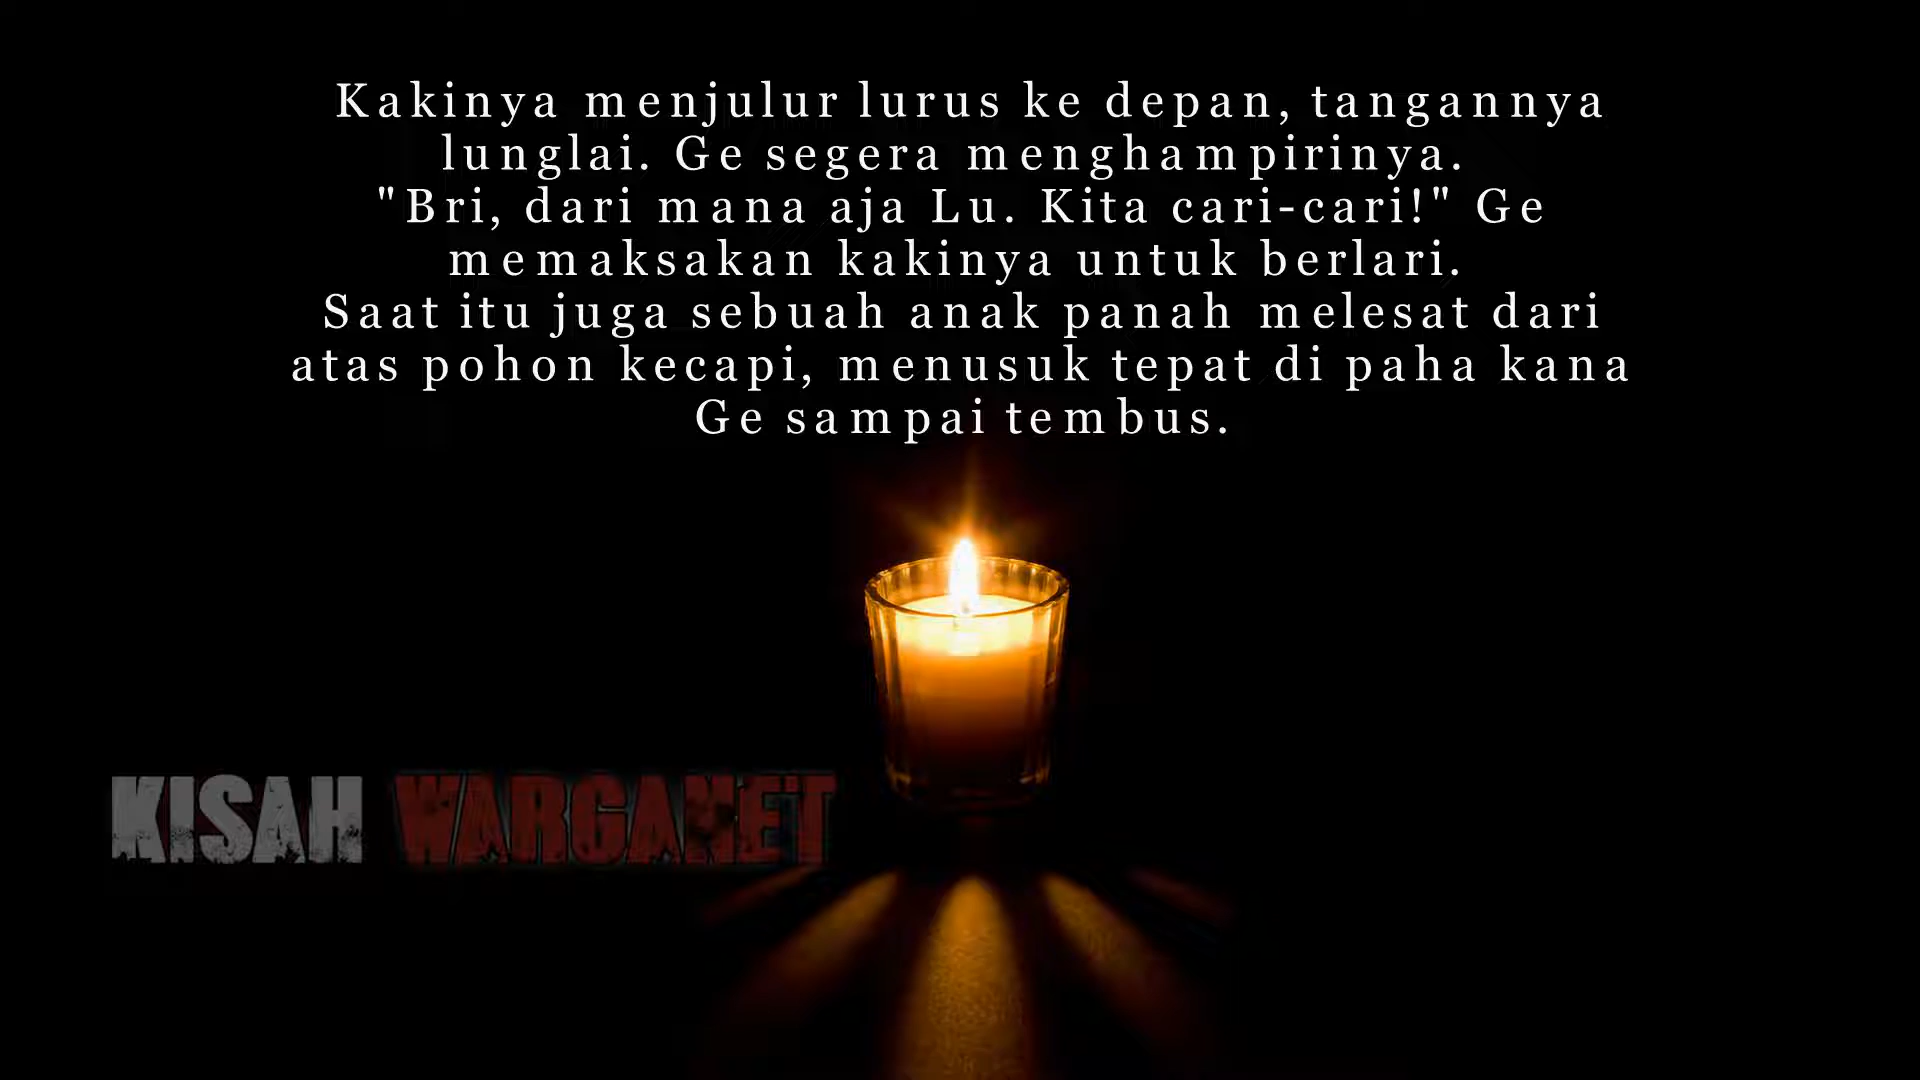 Kakinya menjulur lurus ke depan, tangannya
lunglai. Ge segera menghampirinya.
"Bri, dari mana aja Lu. Kita cari-cari!" Ge
memaksakan kakinya untuk berlari.
Saat itu juga sebuah anak panah melesat dari
atas pohon kecapi, menusuk tepat di paha kana
Ge sampai tembus.
KISAH WARGANET